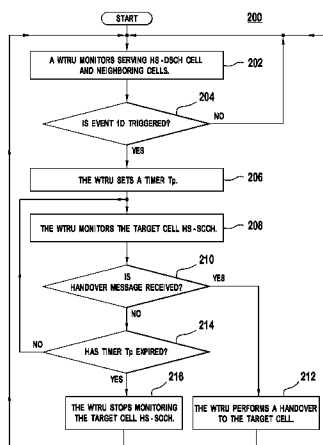 START
200
A WTRU MONITORS SERVING HS-DSCH CELL
AND NEIGHBORING CELLS.
202
204
IS EVENT 1D TRIGGERED?
NO
YES
THE WTRU SETS A TIMER Tp.
206
THE WTRU MONITORS THE TARGET CELL HS-SCCH.
208
210
IS
HANDOVER MESSAGE RECEIVED?
YES
NO
214
NO
HAS TIMER Tp EXPIRED?
YES
216
212
THE WTRU STOPS MONITORING
THE TARGET CELL HS-SCCH.
THE WTRU PERFORMS A HANDOVER
TO THE TARGET CELL.